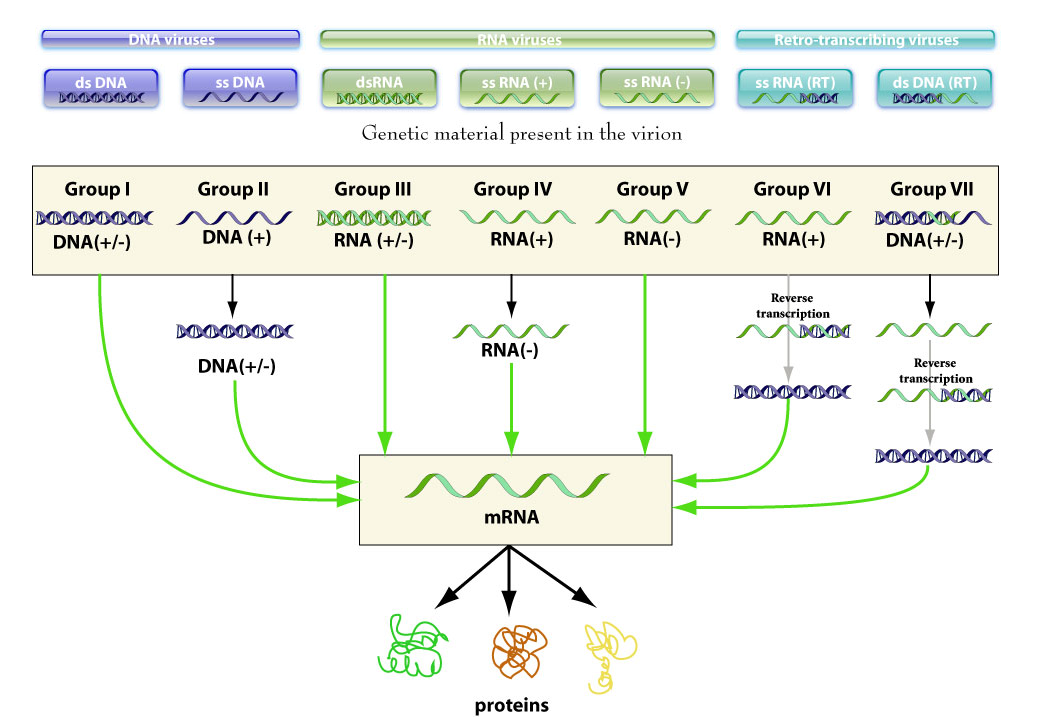 DNA viruses RNA viruses Retro-transcribing viruses
ds DNA ss DNA dsRNA ss RNA (+) ss RNA (-) ss RNA (RT) ds DNA (RT)
Genetic material present in the virion
Group I Group II Group III Group IV Group V Group VI Group VII
DNA(+/-) DNA (+) RNA (+/-) RNA(+) RNA(-) RNA(+) DNA(+/-)
Reverse
transcription
RNA(-)
DNA(+/-)
Reverse
transcription
mRNA
proteins